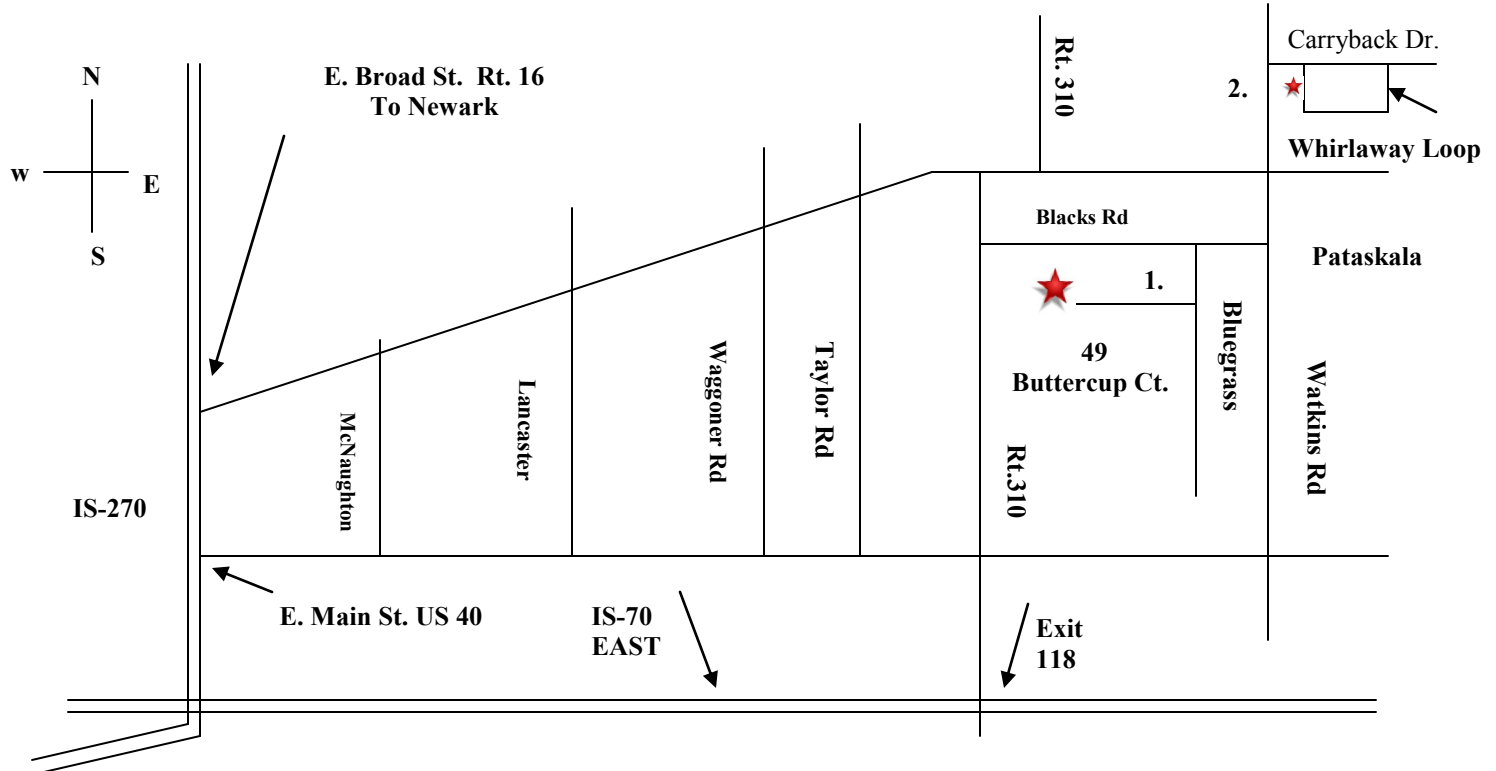 Carryback Dr.
N
E. Broad St. Rt. 16
To Newark
Rt. 310
2.
Whirlaway Loop
w
E
S
Blacks Rd
Pataskala
1.
49
Buttercup Ct.
Bluegrass
Watkins Rd
McNaughton
Lancaster
Waggoner Rd
Taylor Rd
Rt.310
IS-270
E. Main St. US 40
IS-70
EAST
Exit
118